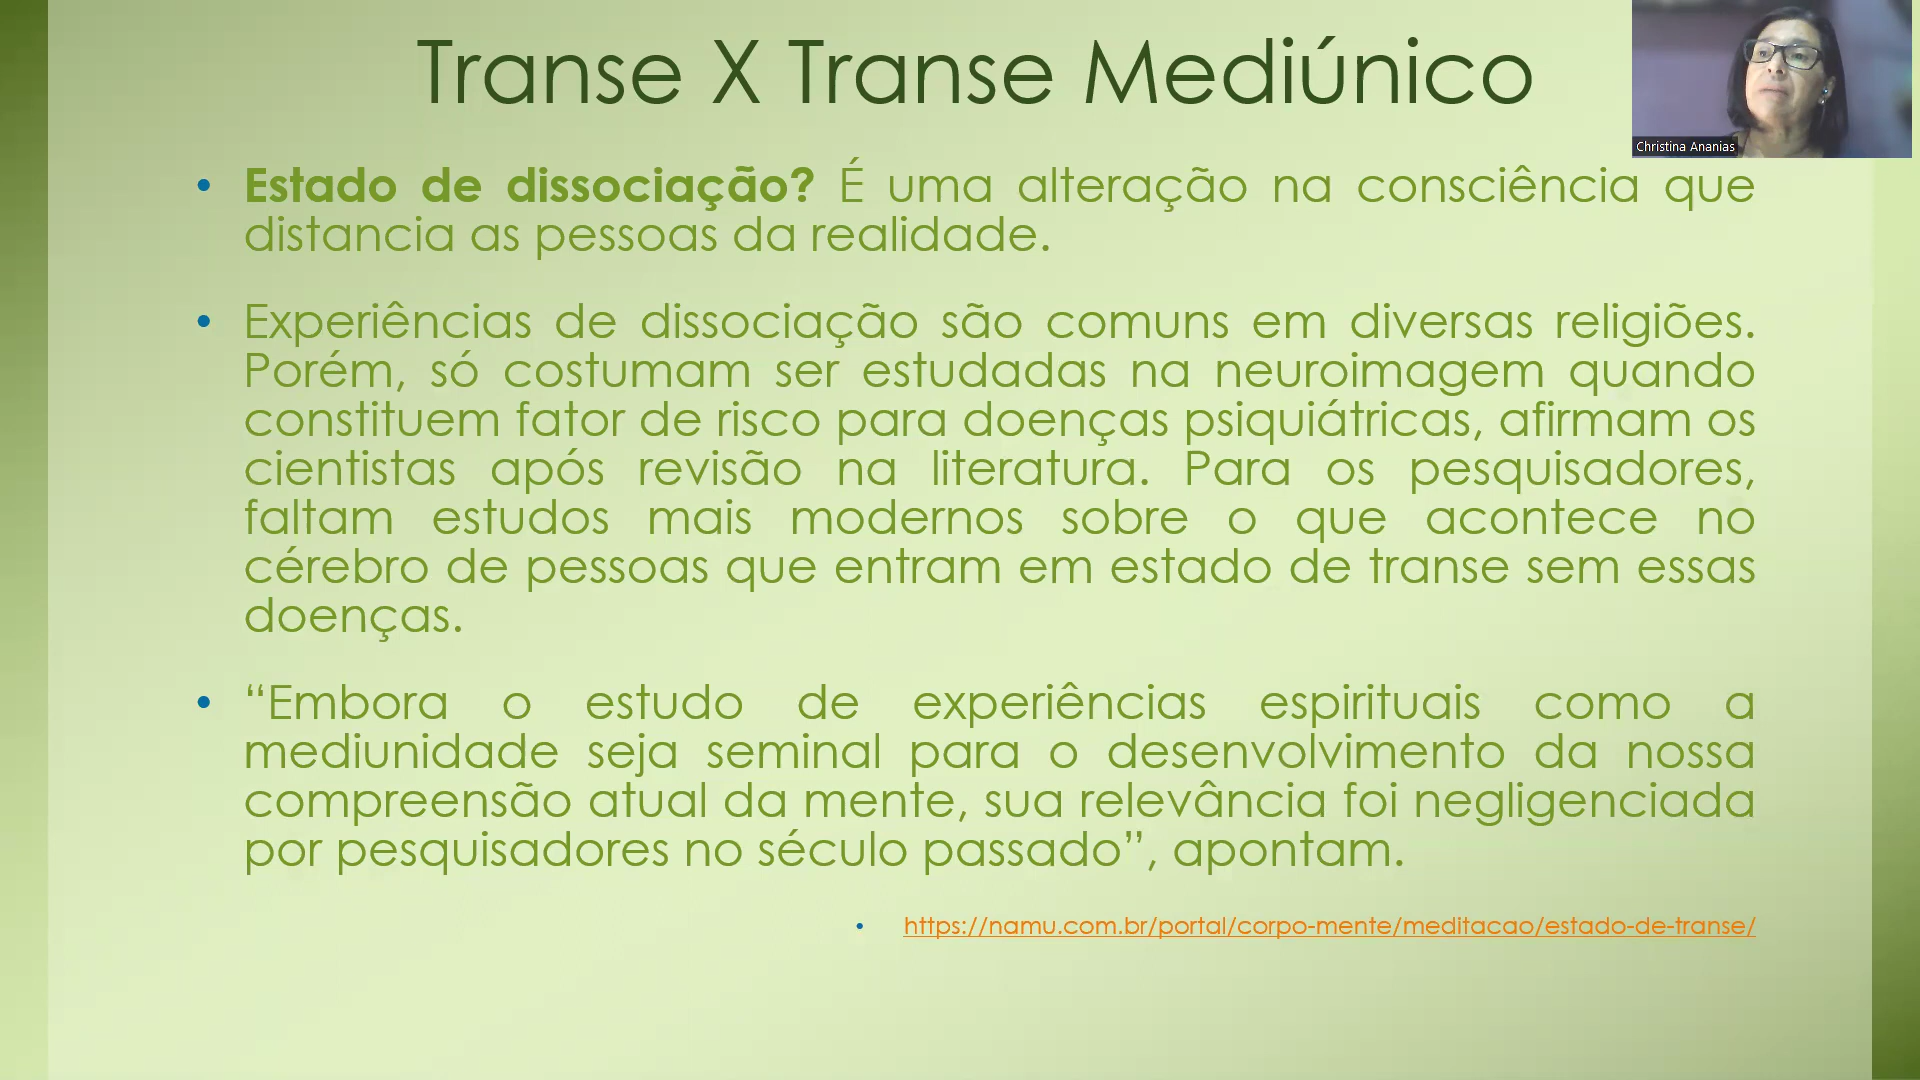 Transe X Transe Mediúnico
Christina Ananias
• Estado de dissociação? É uma alteração na consciência que
distancia as pessoas da realidade.
• Experiências de dissociação são comuns em diversas religiões.
Porém, só costumam ser estudadas na neuroimagem quando
constituem fator de risco para doenças psiquiátricas, afirmam os
cientistas após revisão na literatura. Para os pesquisadores,
faltam estudos mais modernos sobre o que acontece no
cérebro de pessoas que entram em estado de transe sem essas
doenças.
• “Embora o estudo de experiências espirituais como a
mediunidade seja seminal para o desenvolvimento da nossa
compreensão atual da mente, sua relevância foi negligenciada
por pesquisadores no século passado”, apontam.
• https://namu.com.br/portal/corpo-mente/meditacao/estado-de-transe/